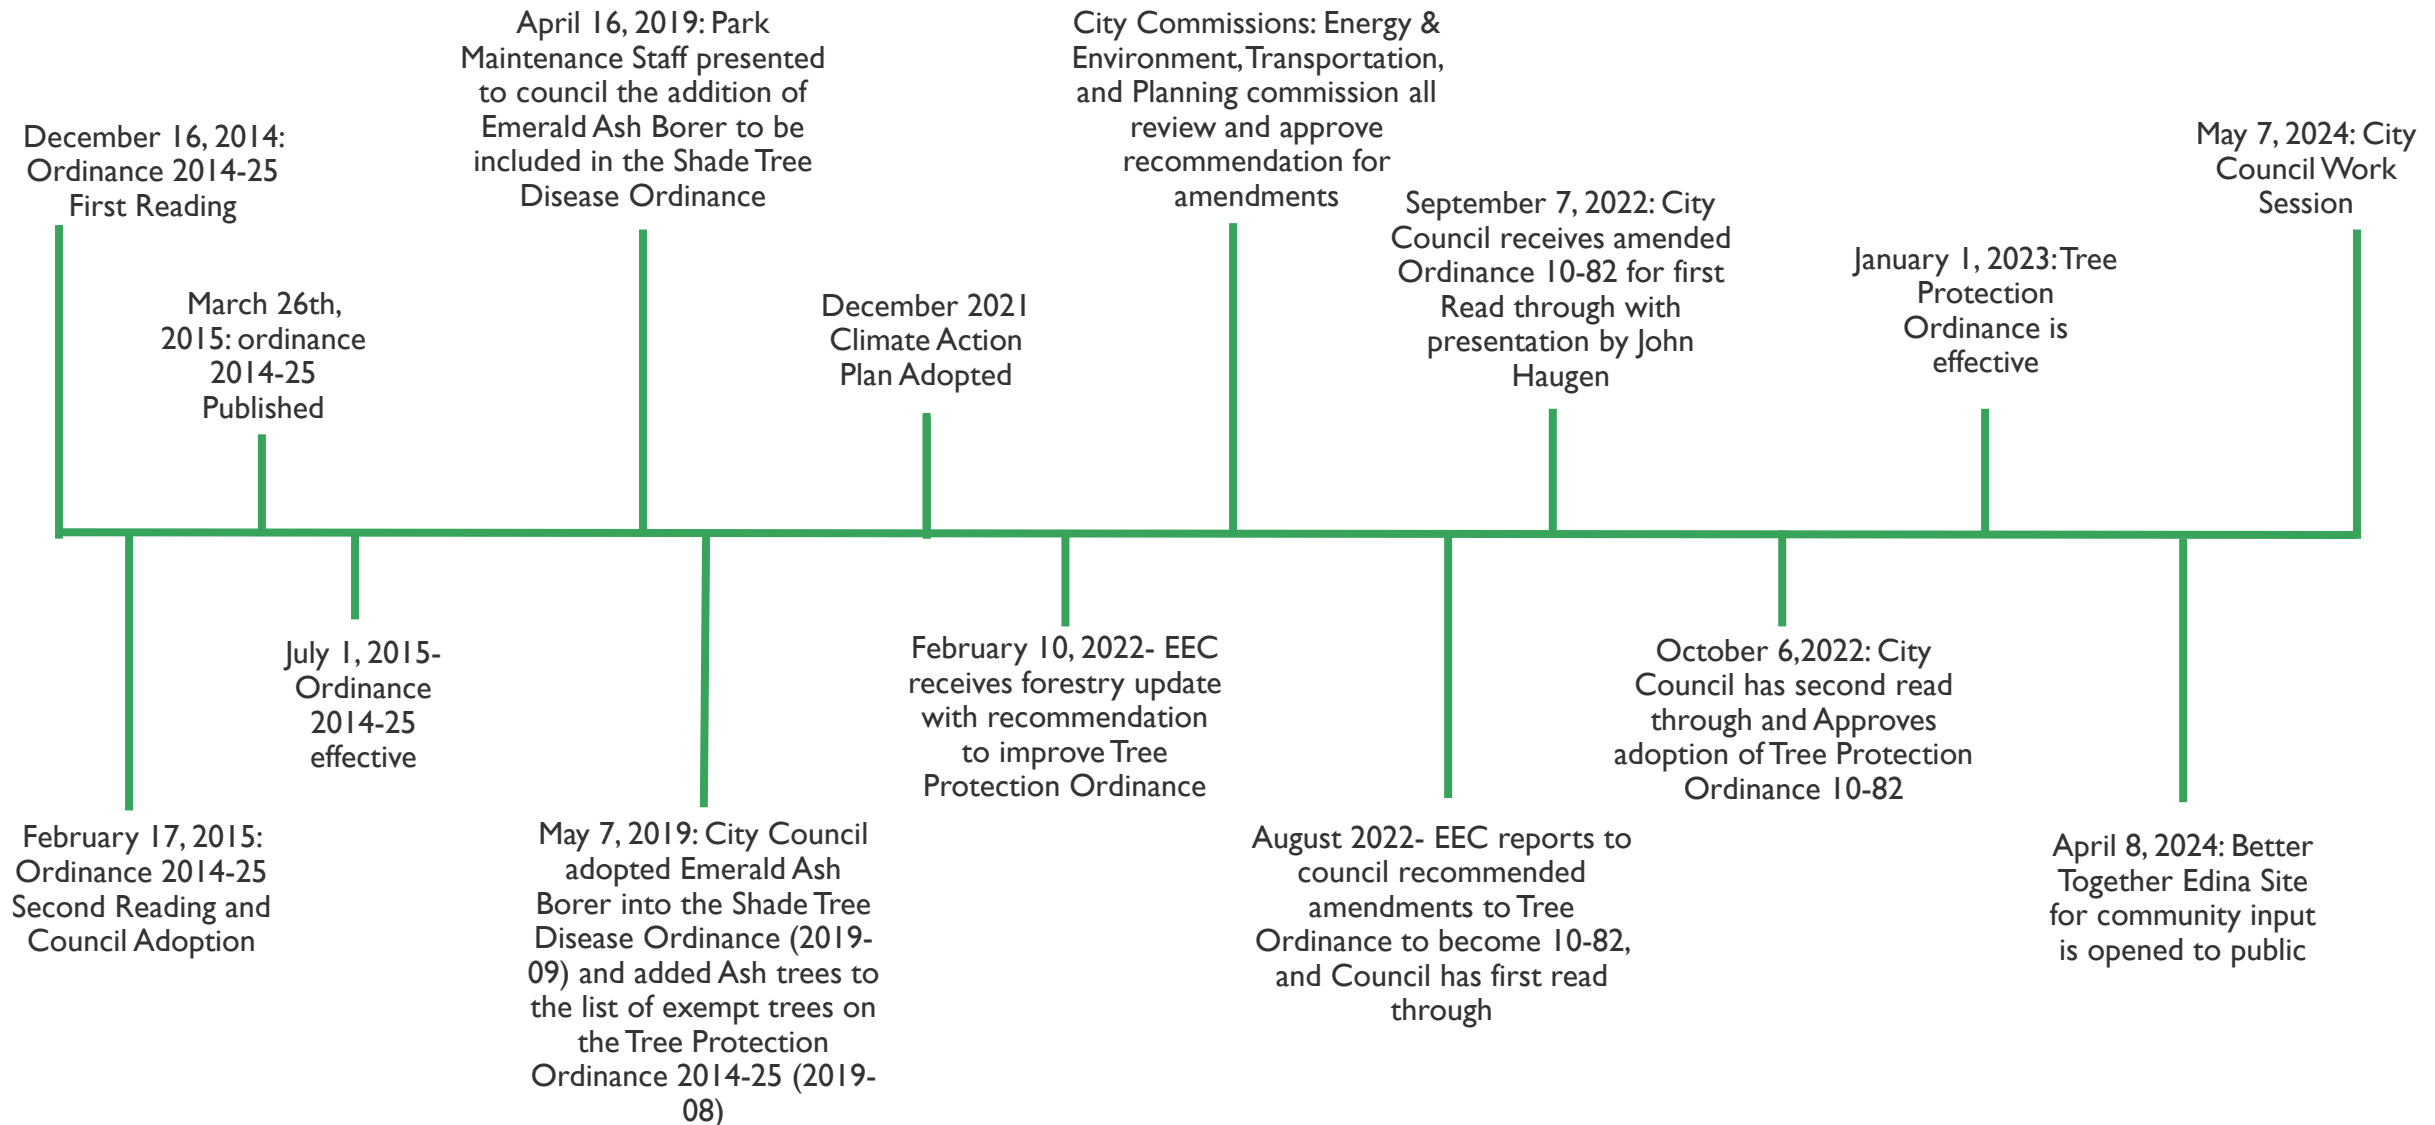 December 16, 2014:
Ordinance 2014-25
First Reading
February 17, 2015:
Ordinance 2014-25
Second Reading and
Council Adoption
March 26th,
2015: ordinance
2014-25
Published
July 1, 2015-
Ordinance
2014-25
effective
April 16, 2019: Park
Maintenance Staff presented
to council the addition of
Emerald Ash Borer to be
included in the Shade Tree
Disease Ordinance
May 7, 2019: City Council
adopted Emerald Ash
Borer into the Shade Tree
Disease Ordinance (2019-
09) and added Ash trees to
the list of exempt trees on
the Tree Protection
Ordinance 2014-25 (2019-
08)
December 2021
Climate Action
Plan Adopted
February 10, 2022- EEC
receives forestry update
with recommendation
to improve Tree
Protection Ordinance
City Commissions: Energy &
Environment, Transportation,
and Planning commission all
review and approve
recommendation for
amendments
August 2022- EEC reports to
council recommended
amendments to Tree
Ordinance to become 10-82,
and Council has first read
through
September 7, 2022: City
Council receives amended
Ordinance 10-82 for first
Read through with
presentation by John
Haugen
October 6,2022: City
Council has second read
through and Approves
adoption of Tree Protection
Ordinance 10-82
January 1, 2023: Tree
Protection
Ordinance is
effective
April 8, 2024: Better
Together Edina Site
for community input
is opened to public
May 7, 2024: City
Council Work
Session